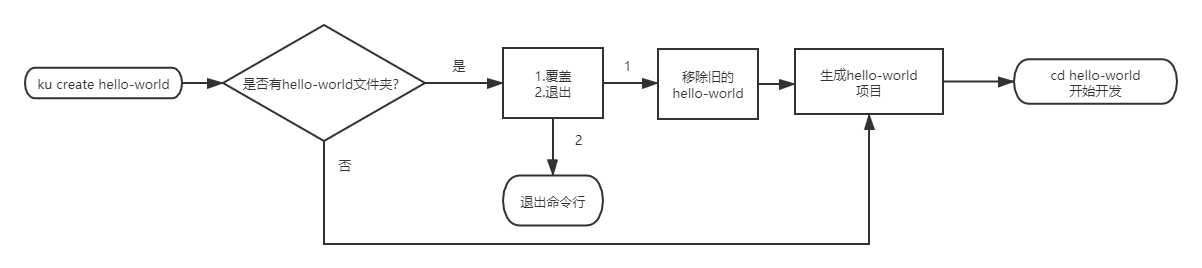 ku create hello-world
是否有hello-world文件夹?
是
1.覆盖
2.退出
1
移除旧的
hello-world
生成hello-world
项目
cd hello-world
开始开发
2
否
退出命令行